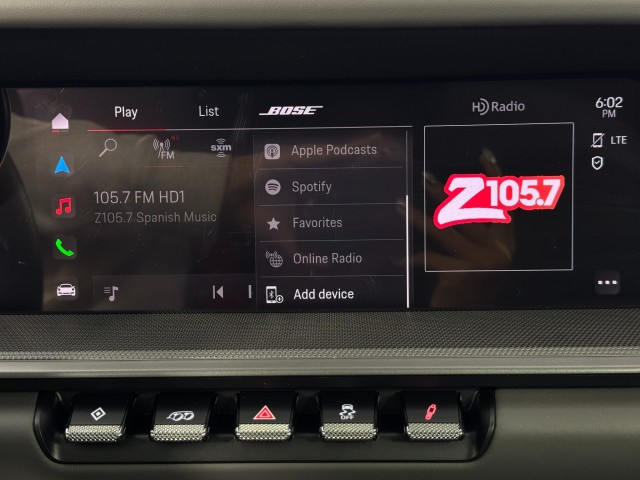 Play
List
BOSE
HD Radio
6:02
PM
LTE
FM
sxm
105.7 FM HD1
Z105.7 Spanish Music
Apple Podcasts
Spotify
Favorites
Online Radio
Add device
Z105.7
OFF